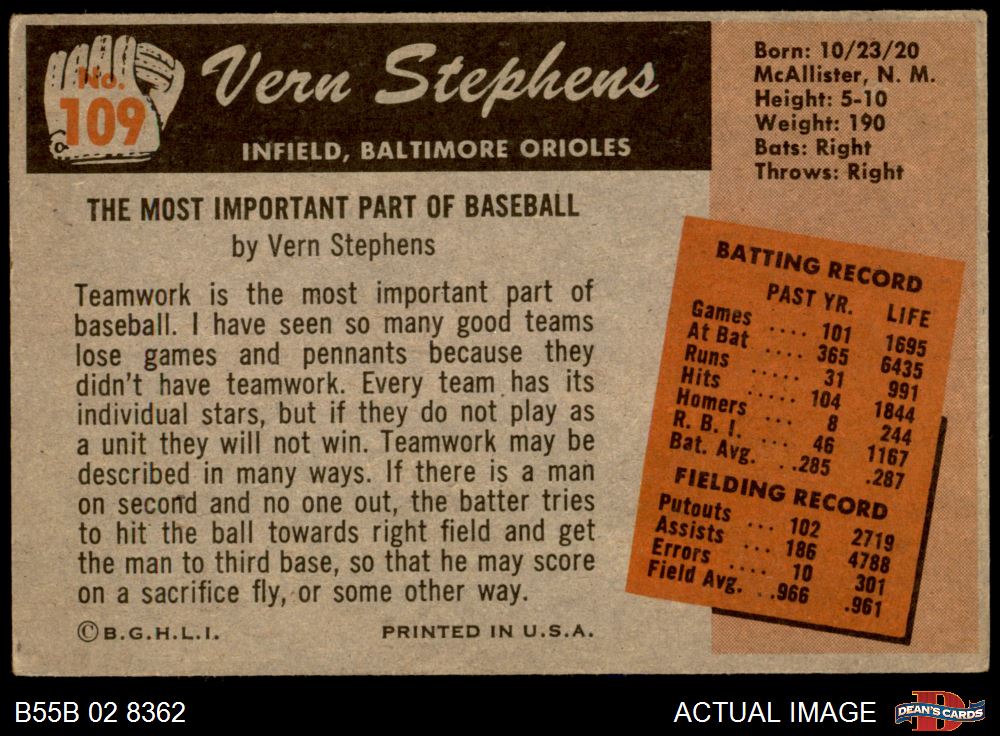 No.
109
Vern Stephens
INFIELD, BALTIMORE ORIOLES
THE MOST IMPORTANT PART OF BASEBALL
by Vern Stephens
Teamwork is the most important part of
baseball. I have seen so many good teams
lose games and pennants because they
didn't have teamwork. Every team has its
individual stars, but if they do not play as
a unit they will not win. Teamwork may be
described in many ways. If there is a man
on second and no one out, the batter tries
to hit the ball towards right field and get
the man to third base, so that he may score
on a sacrifice fly, or some other way.
© B.G.H.L.I. PRINTED IN U.S.A.
Born: 10/23/20
McAllister, N. M.
Height: 5-10
Weight: 190
Bats: Right
Throws: Right
BATTING RECORD
PAST YR. LIFE
Games .... 101 1695
At Bat .... 365 6435
Runs ..... 31 991
Hits ..... 104 1844
Homers ... 8 244
R. B. I. ... 46 1167
Bat. Avg. ..285 .287
FIELDING RECORD
Putouts ... 102 2719
Assists ... 186 4788
Errors .... 10 301
Field Avg. ..966 .961
B55B 02 8362
ACTUAL IMAGE
DEAN'S CARDS